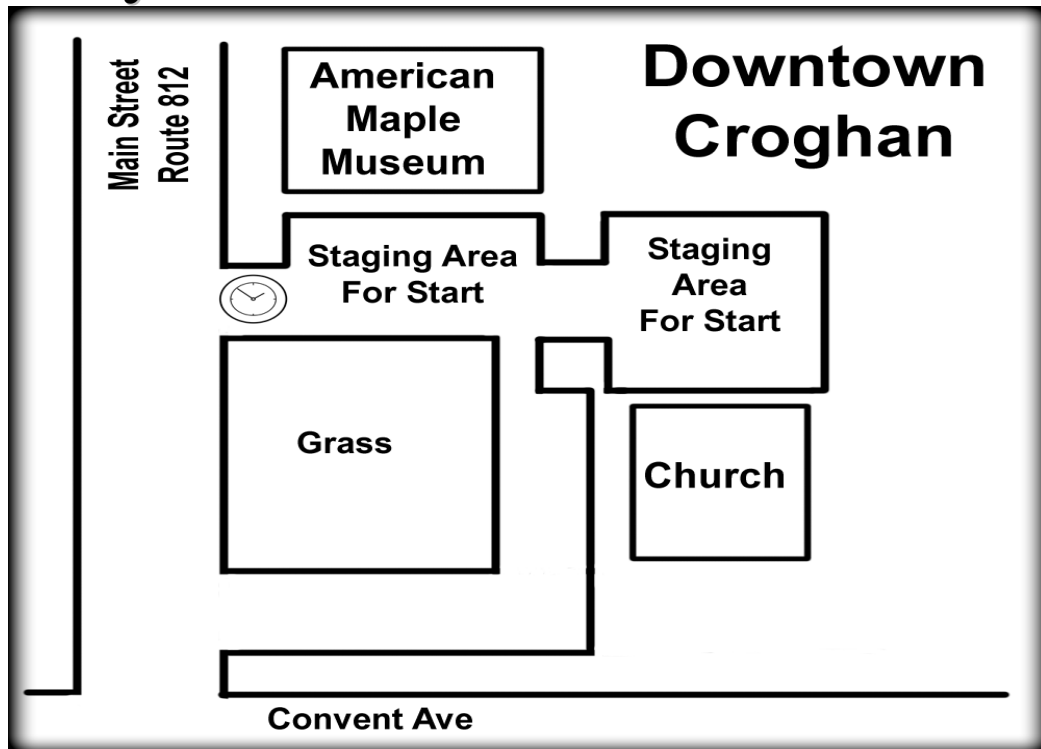 Main Street
Route 812
American
Maple
Museum
Downtown
Croghan
Staging Area
For Start
Staging
Area
For Start
Grass
Church
Convent Ave